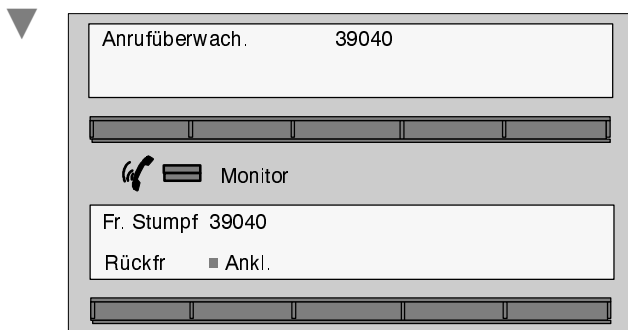 Anrufüberwach. 39040
Monitor
Fr. Stumpf 39040
Rückfr Ankl.